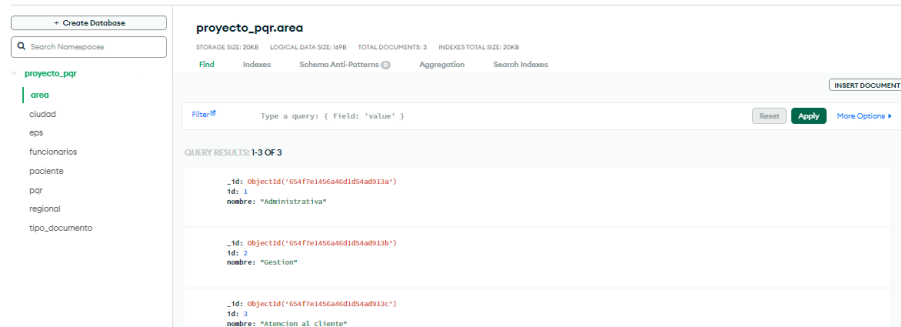 + Create Database
Search Namespaces
proyecto_pqr
area
ciudad
eps
funcionarios
paciente
pqr
regional
tipo_documento
proyecto_pqr.area
STORAGE SIZE: 20KB LOGICAL DATA SIZE: 169B TOTAL DOCUMENTS: 3 INDEXES TOTAL SIZE: 20KB
Find Indexes Schema Anti-Patterns 0 Aggregation Search Indexes
INSERT DOCUMENT
Filter Type a query: { field: 'value' } Reset Apply More Options
QUERY RESULTS: 1-3 OF 3
_id: ObjectId('654f7e1456a46d1d54ad913a')
id: 1
nombre: "Administrativa"
_id: ObjectId('654f7e1456a46d1d54ad913b')
id: 2
nombre: "Gestion"
_id: ObjectId('654f7e1456a46d1d54ad913c')
id: 3
nombre: "Atencion al cliente"